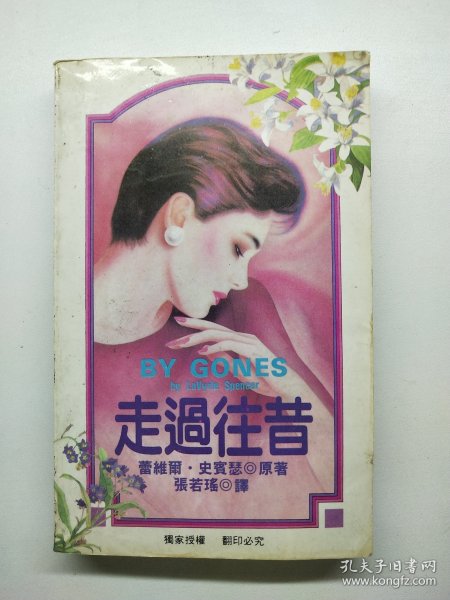 BY GONES
by LaVyrle Spencer
走過往昔
蕾維爾·史賓瑟◎原著
張若瑤◎譯
獨家授權 翻印必究
孔夫子旧书网
www.kongfz.com